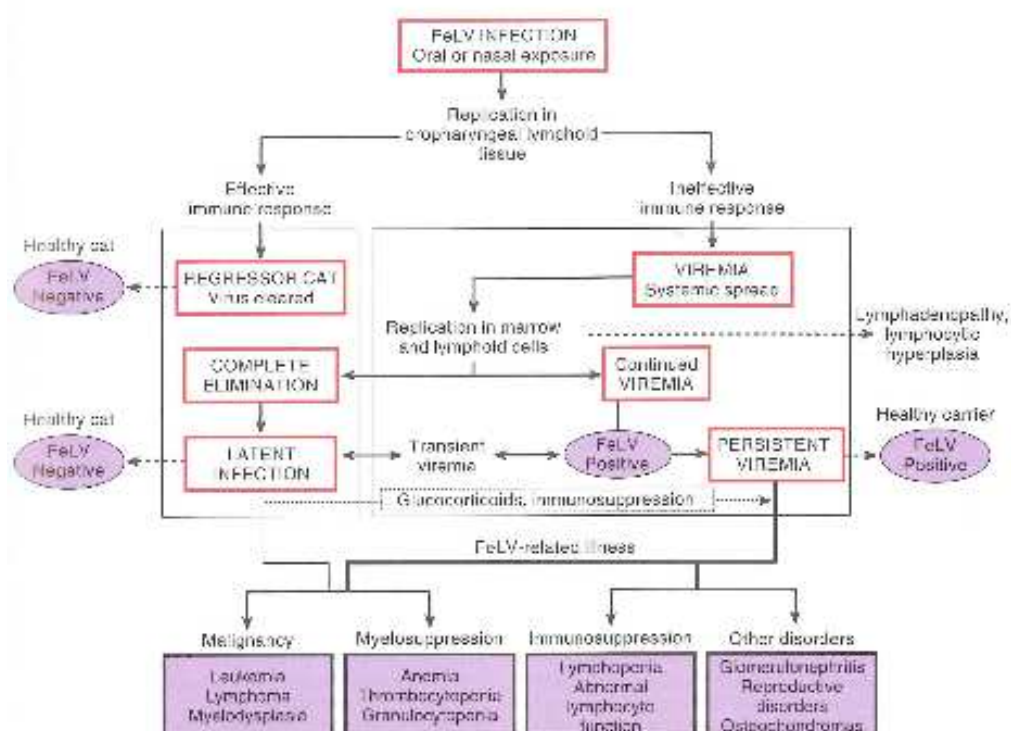 FeLV INFECTION
Oral or nasal exposure
Replication in
oropharyngeal lymphoid
tissue
Effective
immune response
Ineffective
immune response
Healthy cat
FeLV
Negative
REGRESSOR CAT
Virus cleared
VIREMIA
Systemic spread
Replication in marrow
and lymphoid cells
Lymphadenopathy,
lymphocytic
hyperplasia
COMPLETE
ELIMINATION
Continued
VIREMIA
Healthy cat
FeLV
Negative
LATENT
INFECTION
Transient
viremia
FeLV
Positive
PERSISTENT
VIREMIA
Healthy carrier
FeLV
Positive
Glucocorticoids, immunosuppression
FeLV-related illness
Malignancy
Myelosuppression
Immunosuppression
Other disorders
Leukemia
Lymphoma
Myelodysplasia
Anemia
Thrombocytopenia
Granulocytopenia
Lymphopenia
Abnormal
lymphocyte
function
Glomerulonephritis
Reproductive
disorders
Osteochondromas